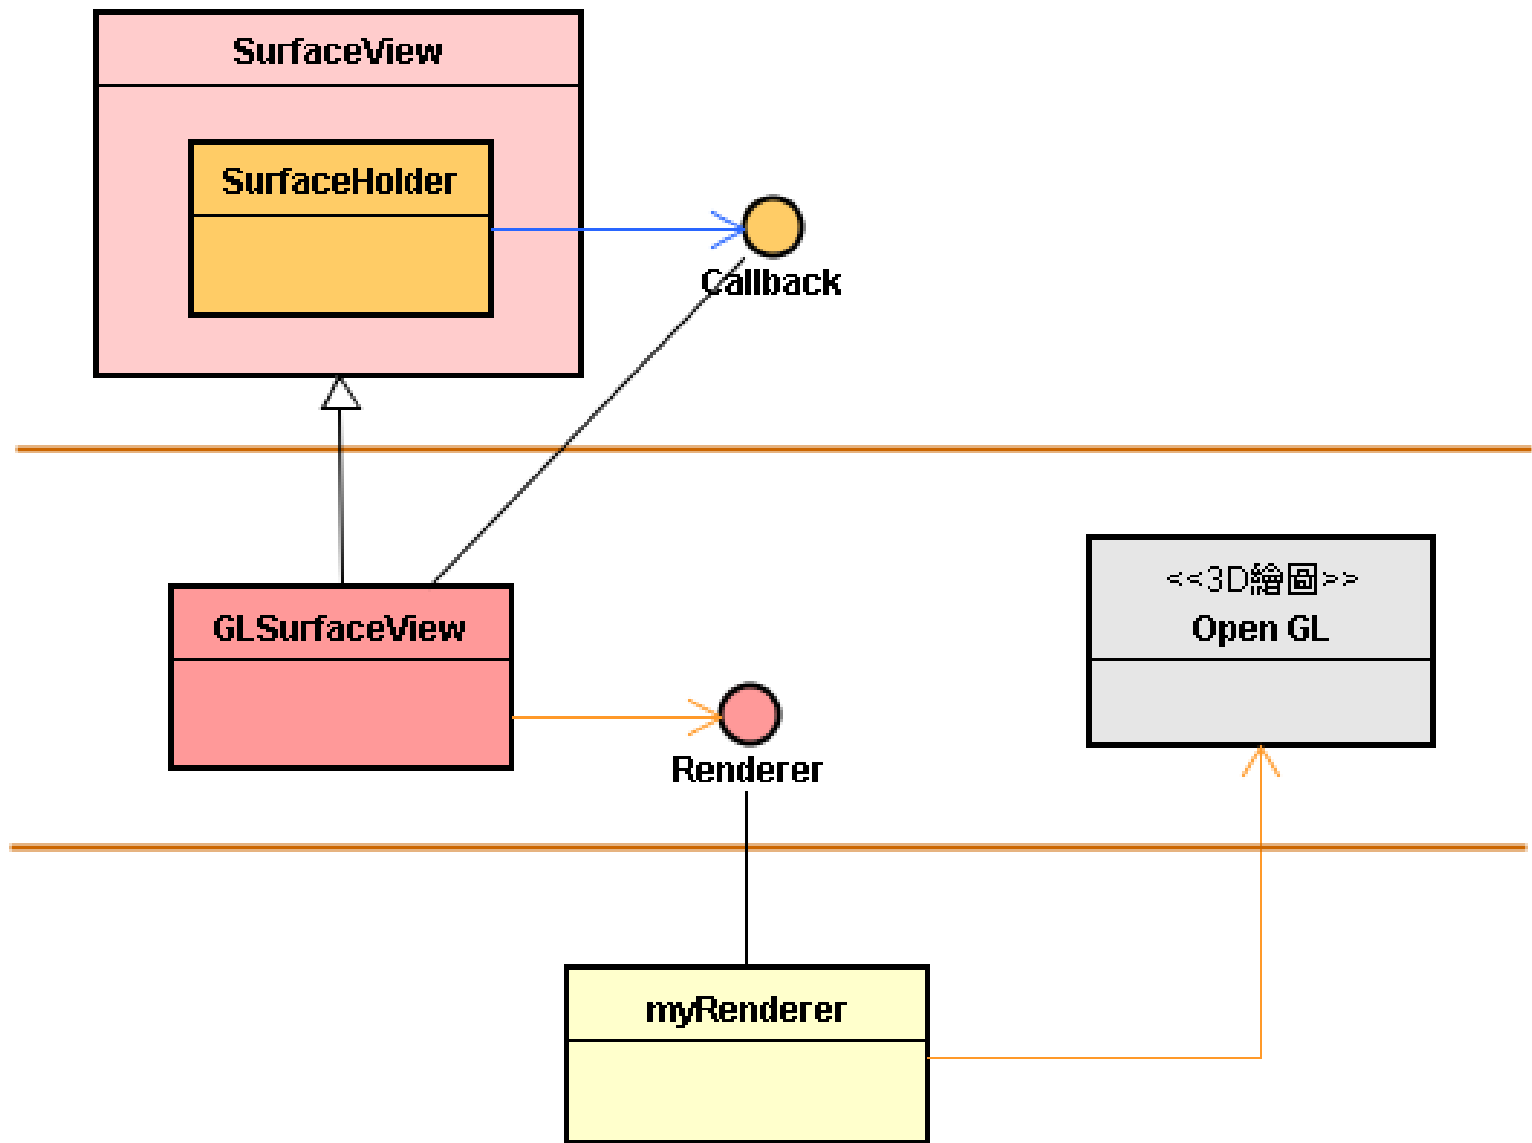 SurfaceView
SurfaceHolder
Callback
GLSurfaceView
<<3D繪圖>>
Open GL
Renderer
myRenderer